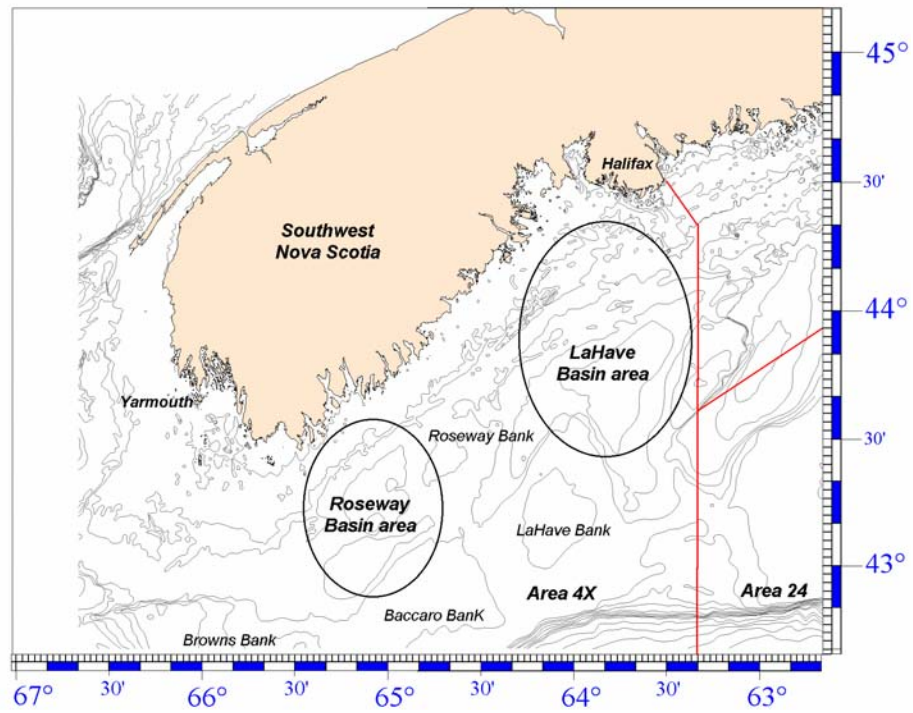 45°
Halifax
30'
Southwest
Nova Scotia
44°
LaHave
Basin area
Yarmouth
Roseway Bank
30'
Roseway
Basin area
LaHave Bank
43°
Area 4X
Area 24
Baccaro BanK
Browns Bank
67°
30'
66°
30'
65°
30'
64°
30'
63°